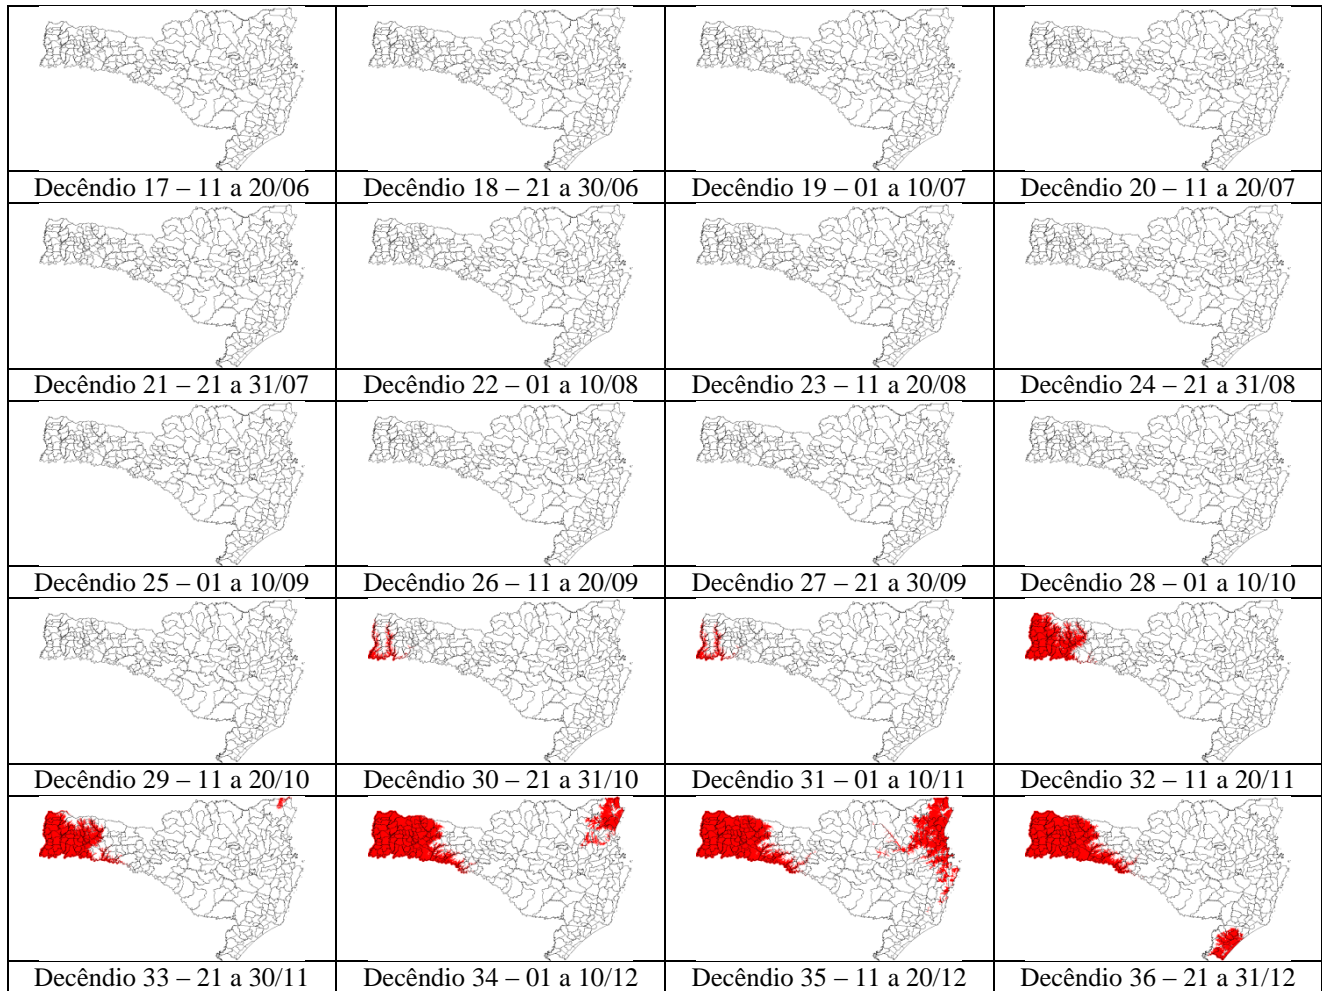 Decêndio 17 – 11 a 20/06
Decêndio 18 – 21 a 30/06
Decêndio 19 – 01 a 10/07
Decêndio 20 – 11 a 20/07
Decêndio 21 – 21 a 31/07
Decêndio 22 – 01 a 10/08
Decêndio 23 – 11 a 20/08
Decêndio 24 – 21 a 31/08
Decêndio 25 – 01 a 10/09
Decêndio 26 – 11 a 20/09
Decêndio 27 – 21 a 30/09
Decêndio 28 – 01 a 10/10
Decêndio 29 – 11 a 20/10
Decêndio 30 – 21 a 31/10
Decêndio 31 – 01 a 10/11
Decêndio 32 – 11 a 20/11
Decêndio 33 – 21 a 30/11
Decêndio 34 – 01 a 10/12
Decêndio 35 – 11 a 20/12
Decêndio 36 – 21 a 31/12